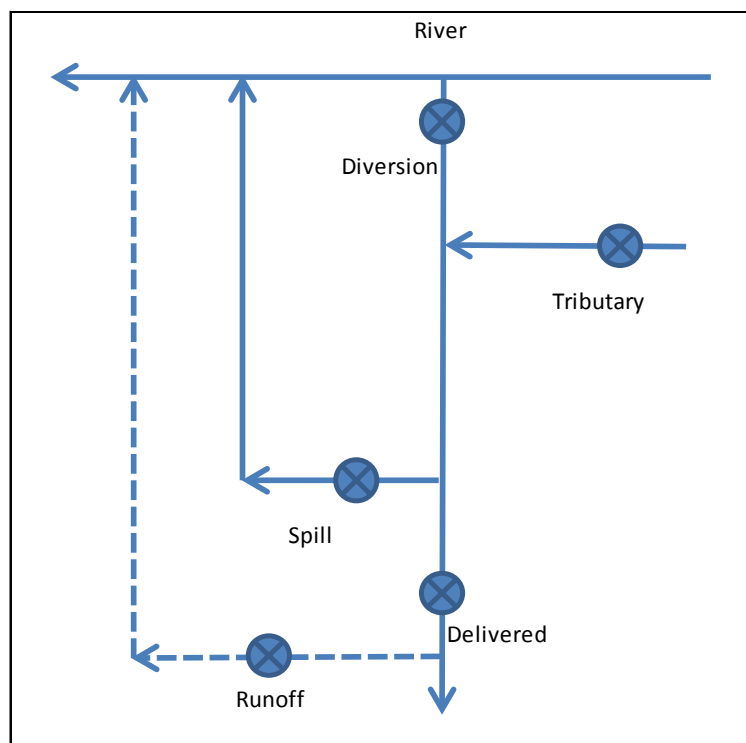 River
Diversion
Tributary
Spill
Delivered
Runoff